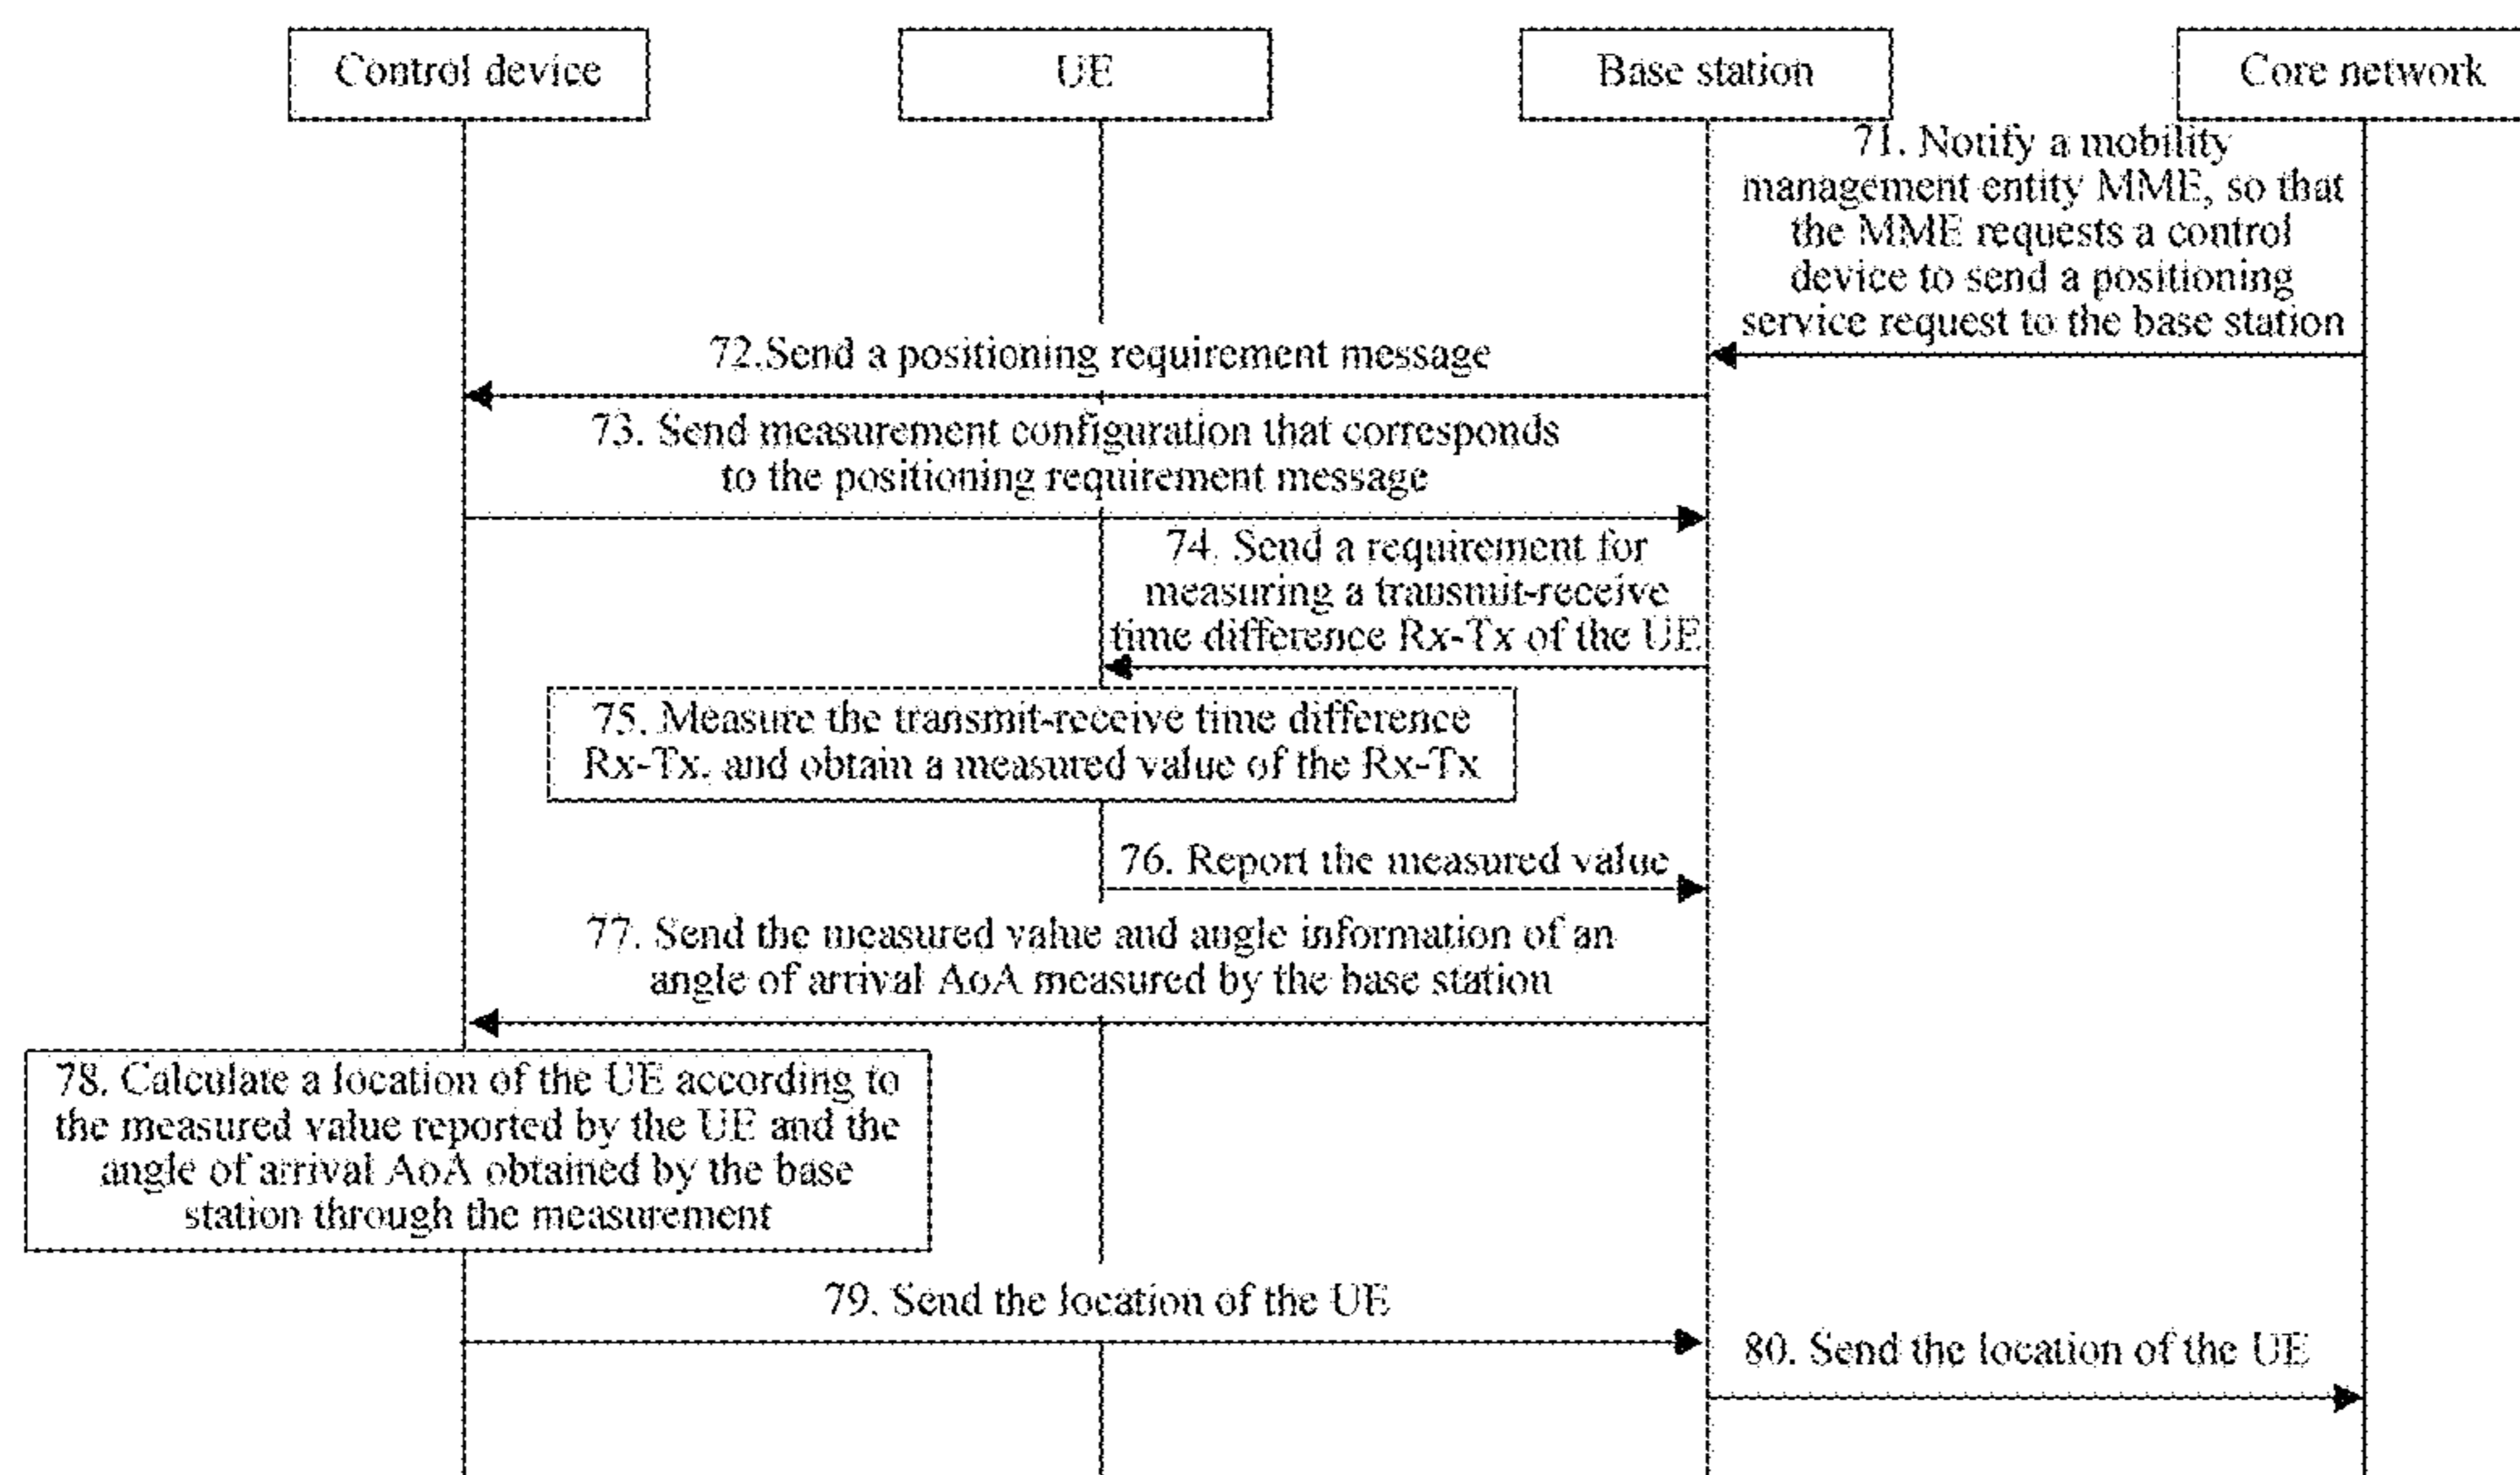 Control device
UE
Base station
Core network
71. Notify a mobility
management entity MME, so that
the MME requests a control
device to send a positioning
service request to the base station
72.Send a positioning requirement message
73. Send measurement configuration that corresponds
to the positioning requirement message
74. Send a requirement for
measuring a transmit-receive
time difference Rx-Tx of the UE
75. Measure the transmit-receive time difference
Rx-Tx, and obtain a measured value of the Rx-Tx
76. Report the measured value
77. Send the measured value and angle information of an
angle of arrival AoA measured by the base station
78. Calculate a location of the UE according to
the measured value reported by the UE and the
angle of arrival AoA obtained by the base
station through the measurement
79. Send the location of the UE
80. Send the location of the UE